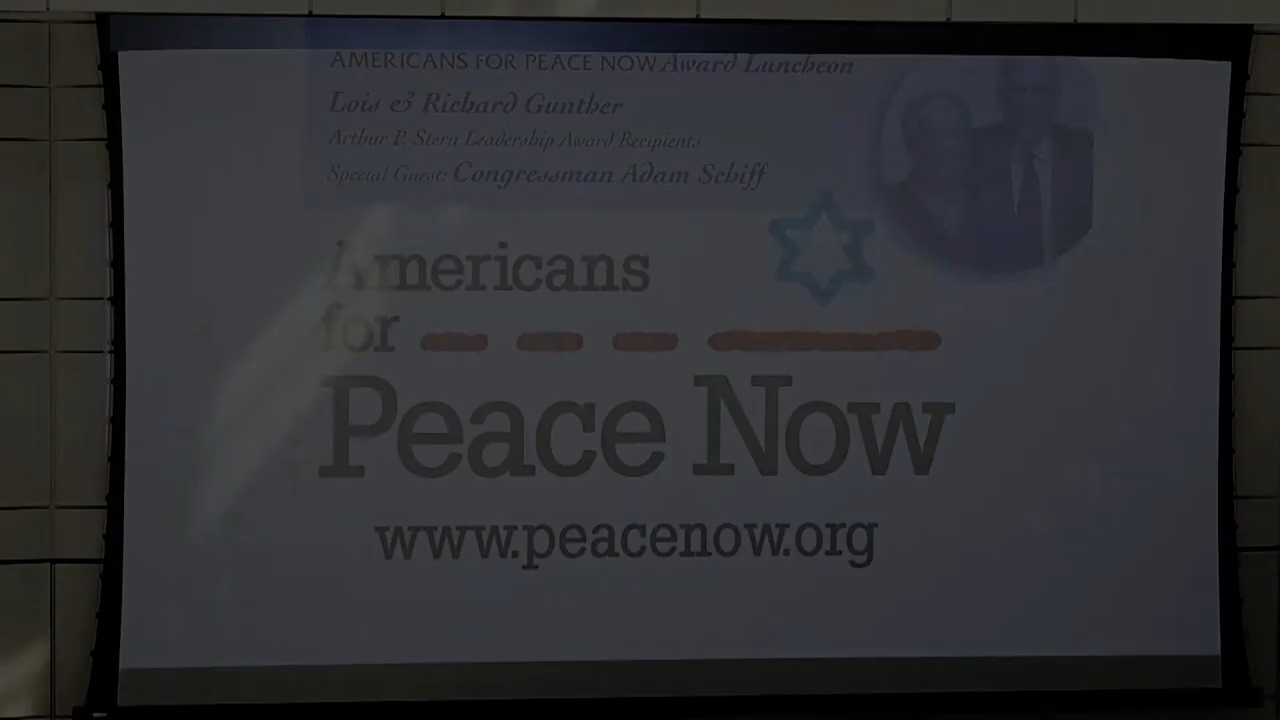 AMERICANS FOR PEACE NOW Award Luncheon
Lois & Richard Gunther
Arthur P. Stern Leadership Award Recipients
Special Guest: Congressman Adam Schiff
Americans
for
Peace Now
www.peacenow.org